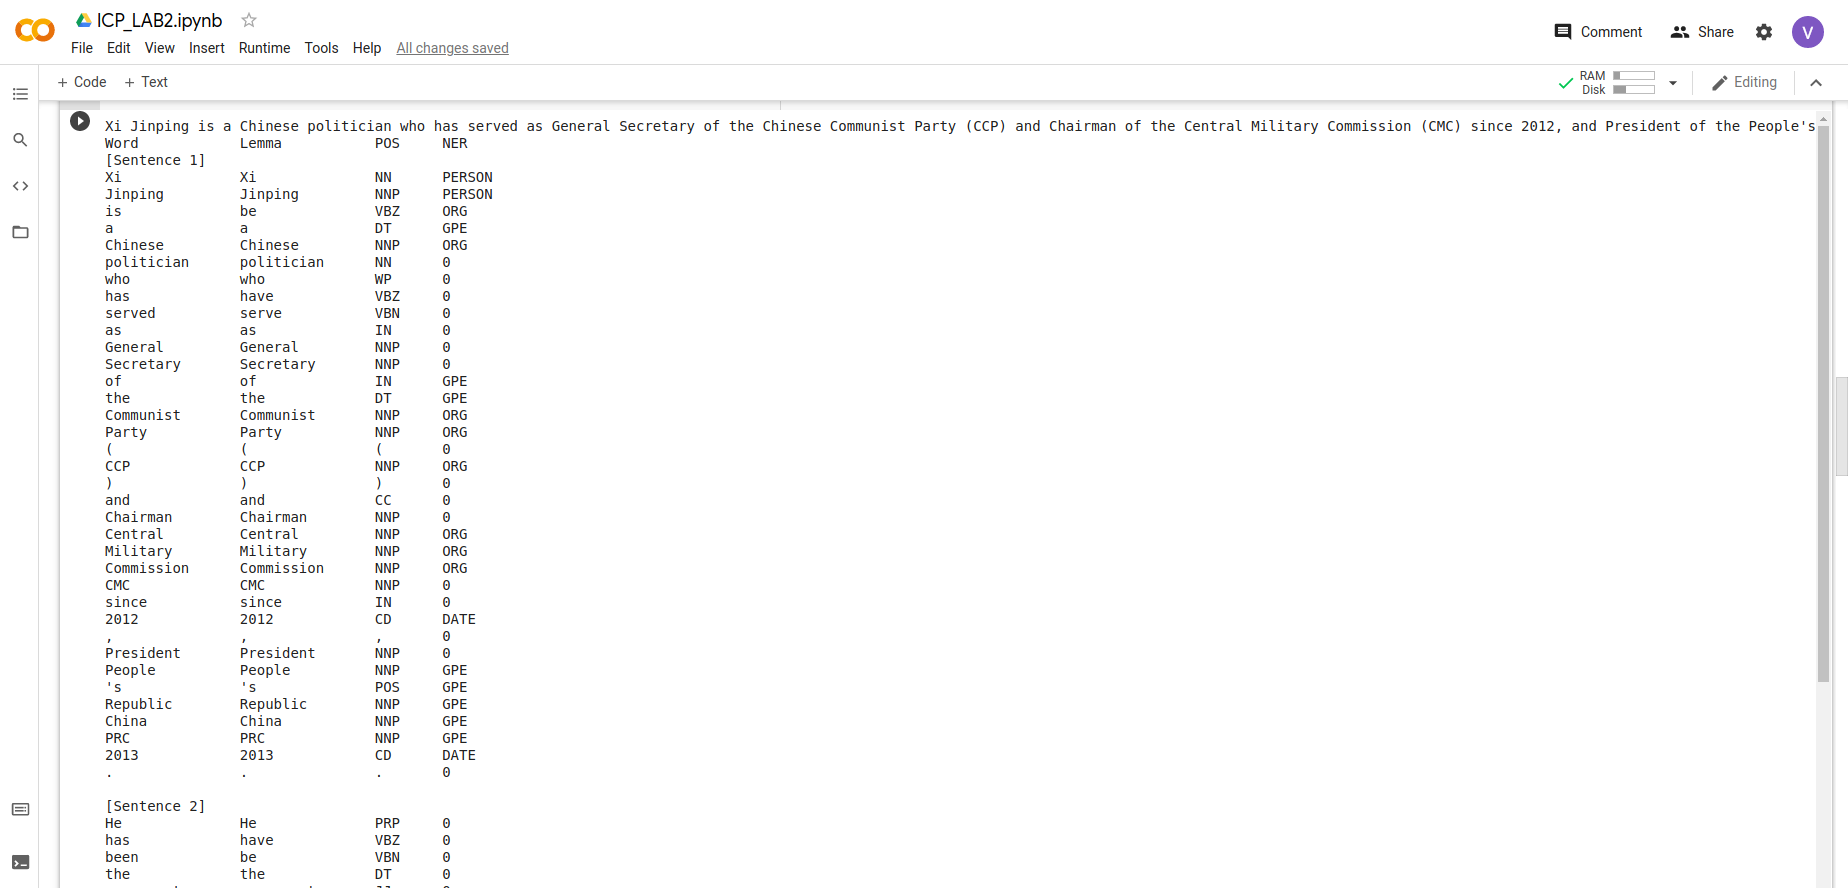 ICP_LAB2.ipynb
File Edit View Insert Runtime Tools Help All changes saved
Comment Share V
+ Code + Text
RAM
Disk
Editing
Xi Jinping is a Chinese politician who has served as General Secretary of the Chinese Communist Party (CCP) and Chairman of the Central Military Commission (CMC) since 2012, and President of the People's
Word Lemma POS NER
[Sentence 1]
Xi Xi NN PERSON
Jinping Jinping NNP PERSON
is be VBZ ORG
a a DT GPE
Chinese Chinese NNP ORG
politician politician NN 0
who who WP 0
has have VBZ 0
served serve VBN 0
as as IN 0
General General NNP 0
Secretary Secretary NNP 0
of of IN GPE
the the DT GPE
Communist Communist NNP ORG
Party Party NNP ORG
( ( ( 0
CCP CCP NNP ORG
) ) ) 0
and and CC 0
Chairman Chairman NNP 0
Central Central NNP ORG
Military Military NNP ORG
Commission Commission NNP ORG
CMC CMC NNP 0
since since IN 0
2012 2012 CD DATE
, , , 0
President President NNP 0
People People NNP GPE
's 's POS GPE
Republic Republic NNP GPE
China China NNP GPE
PRC PRC NNP GPE
2013 2013 CD DATE
. . . 0
[Sentence 2]
He He PRP 0
has have VBZ 0
been be VBN 0
the the DT 0